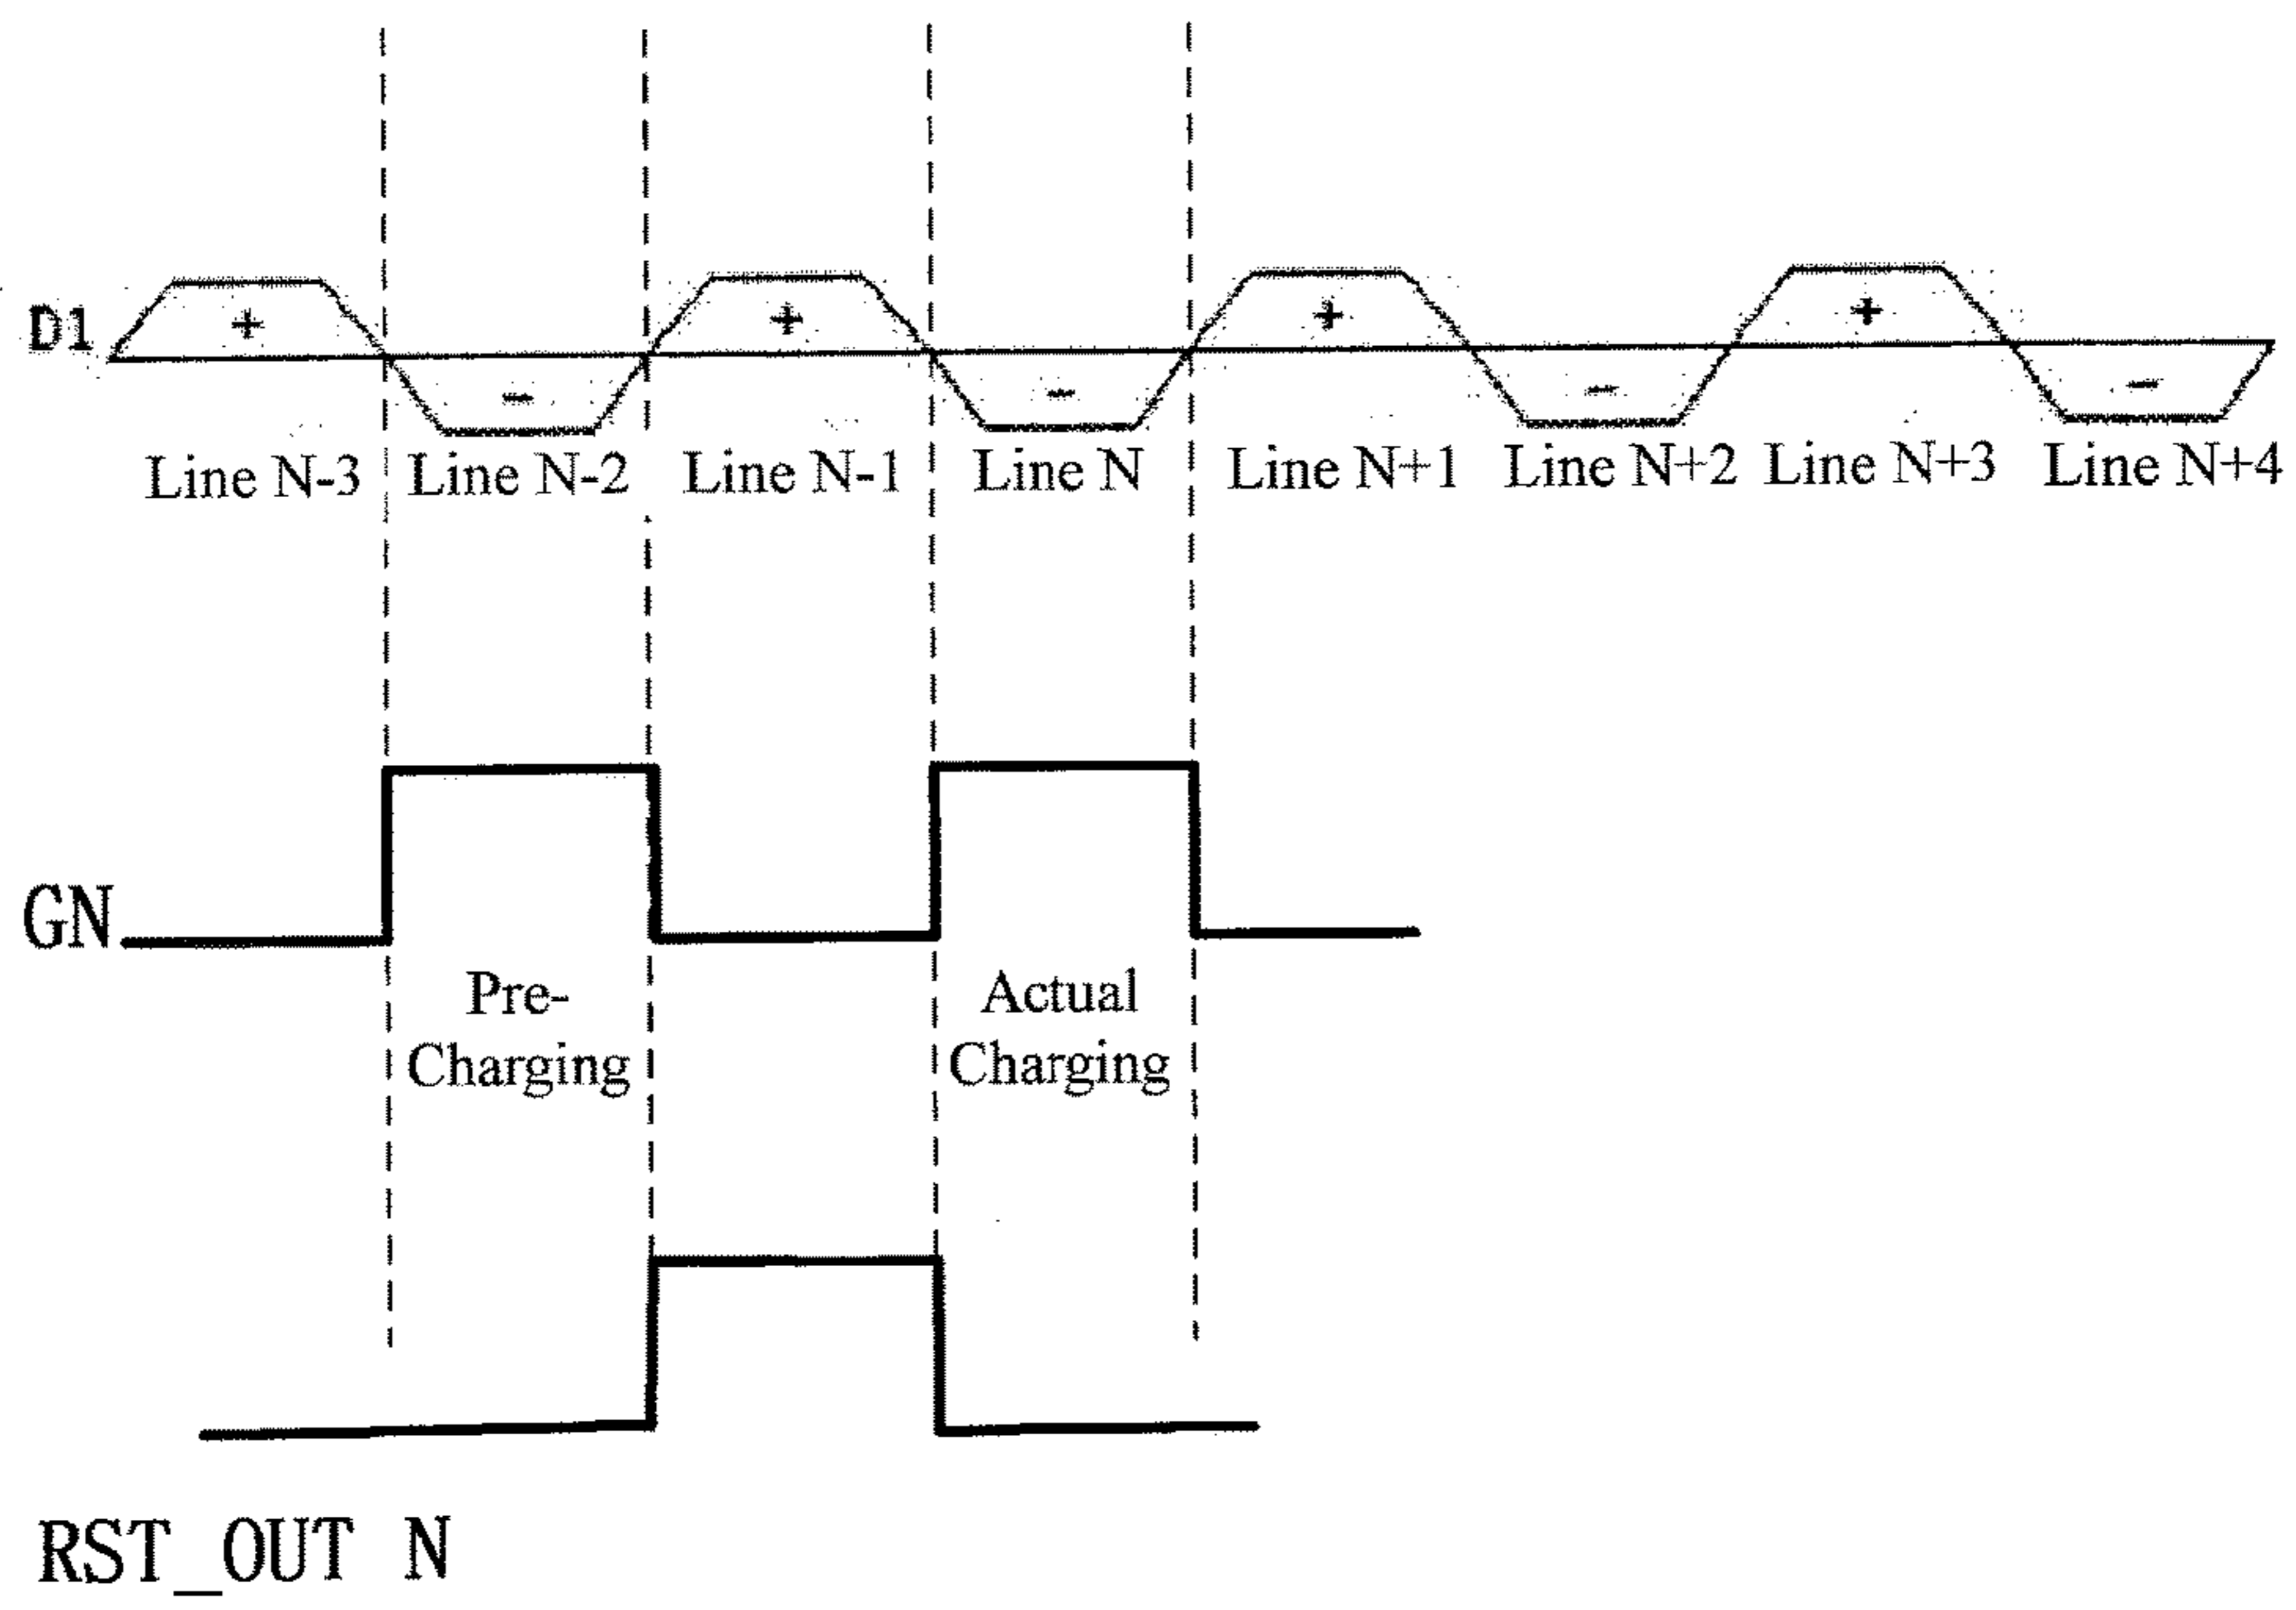 D1
+ - + - + - + -
Line N-3 Line N-2 Line N-1 Line N Line N+1 Line N+2 Line N+3 Line N+4
GN
Pre-
Charging
Actual
Charging
RST_OUT N